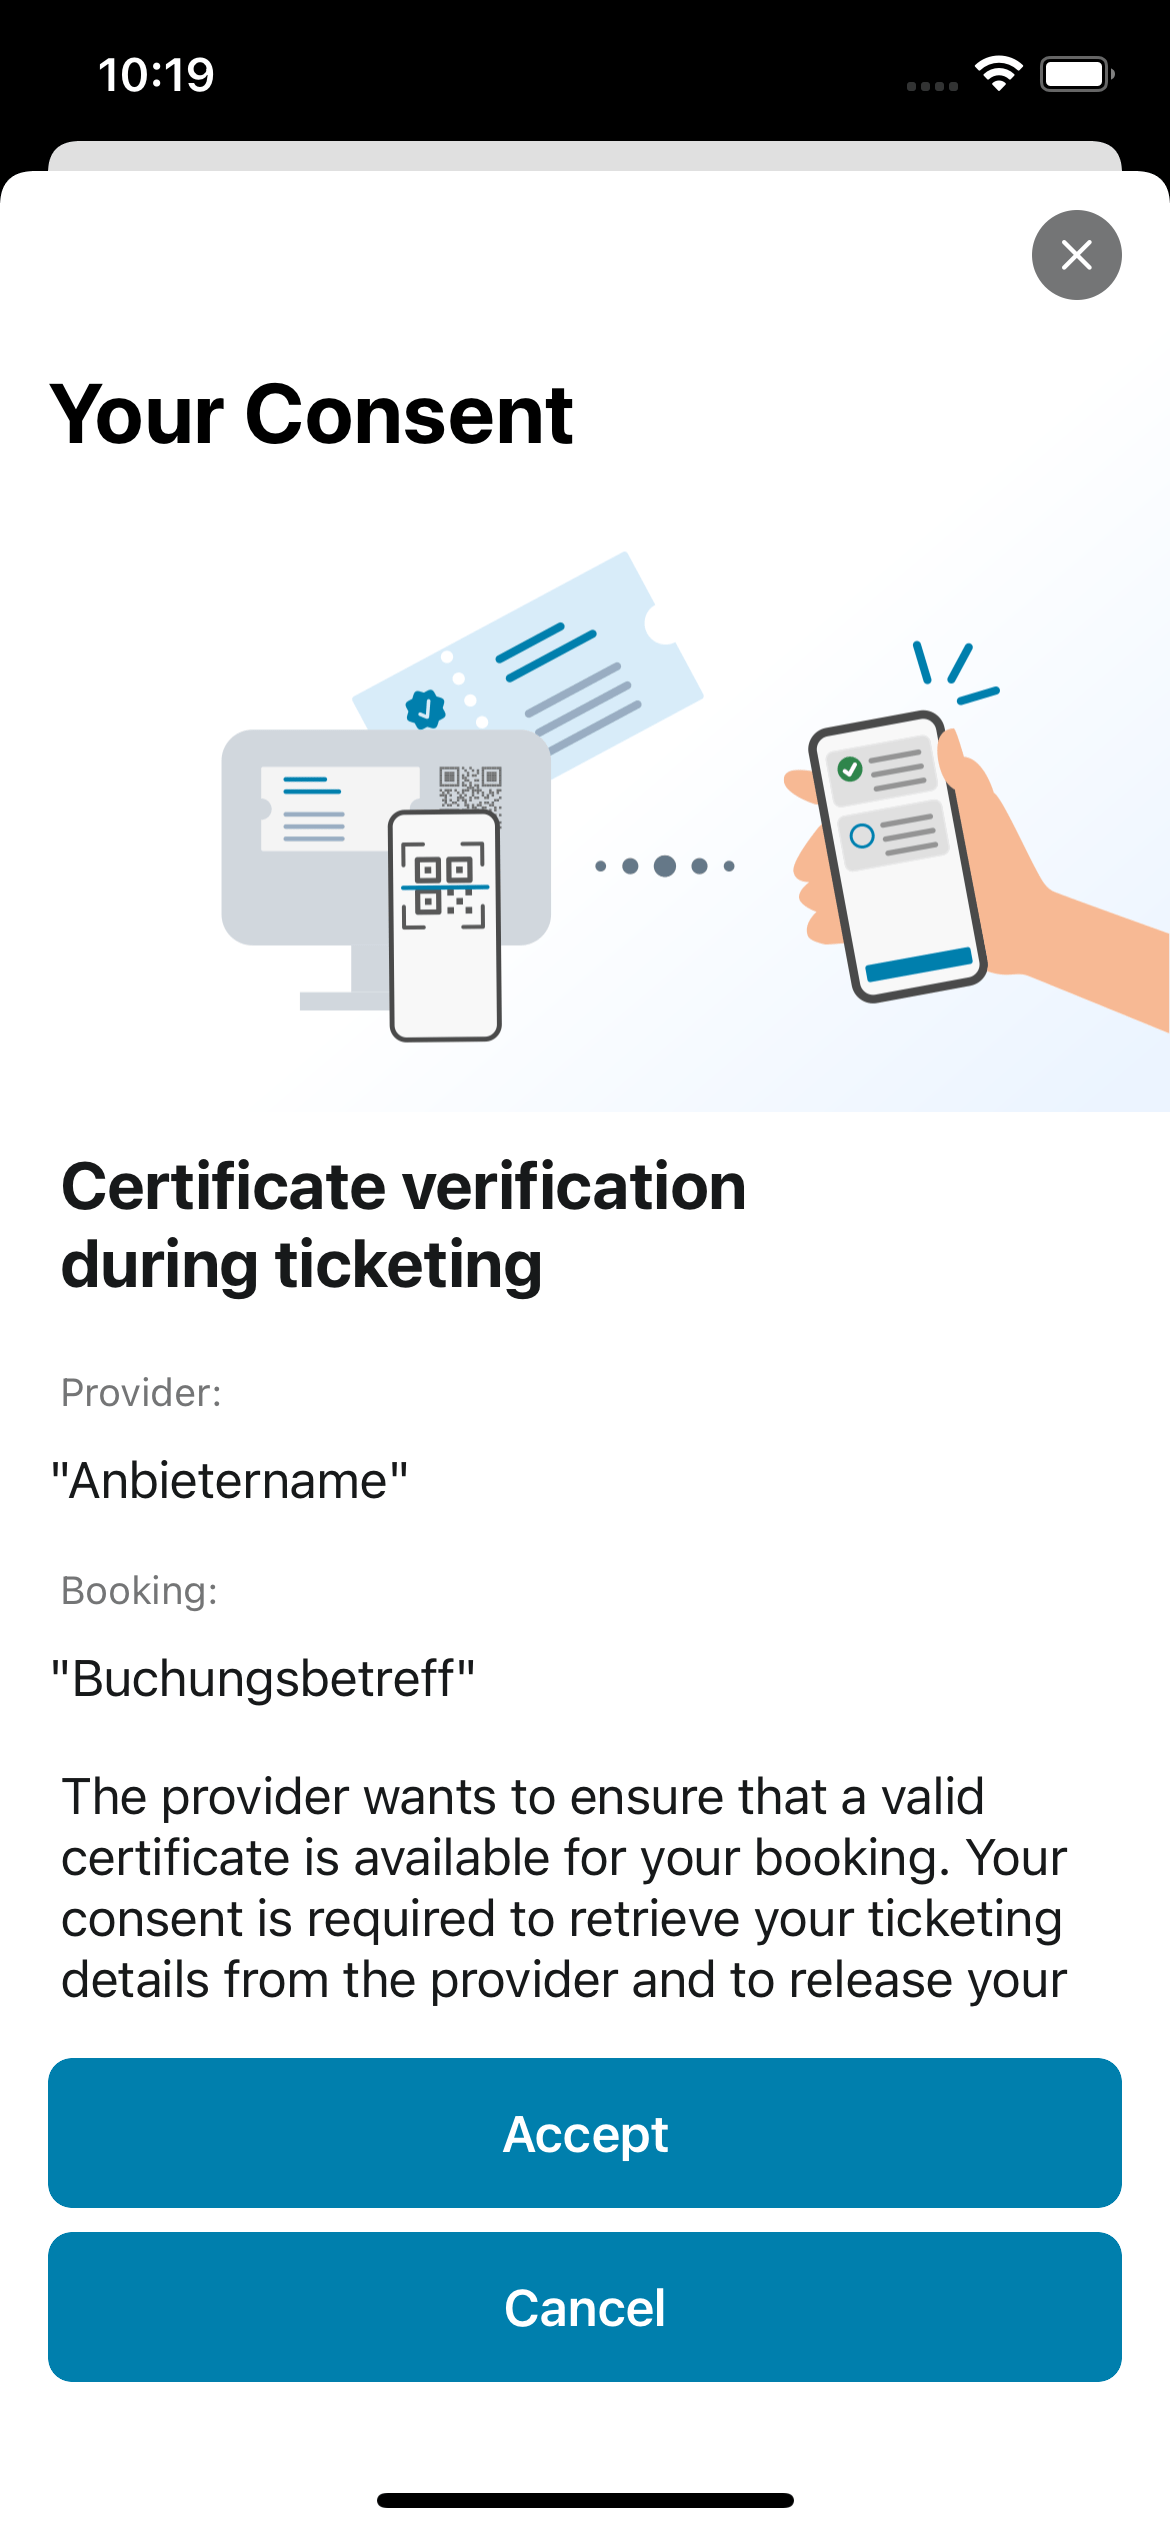 10:19
Your Consent
Certificate verification
during ticketing
Provider:
"Anbietername"
Booking:
"Buchungsbetreff"
The provider wants to ensure that a valid
certificate is available for your booking. Your
consent is required to retrieve your ticketing
details from the provider and to release your
Accept
Cancel